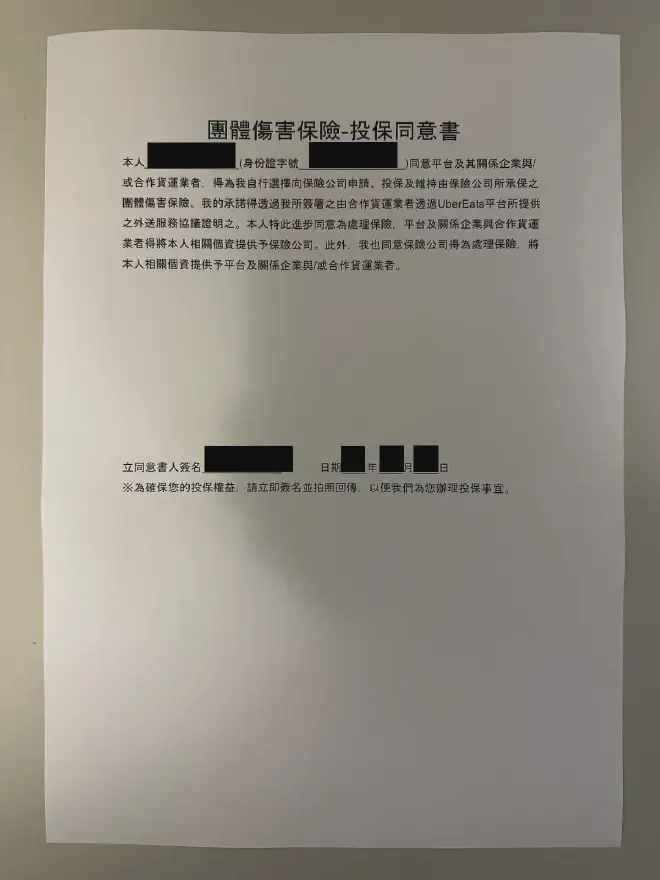 團體傷害保險-投保同意書
本人 (身份證字號 )同意平台及其關係企業與/
或合作貨運業者，得為我自行選擇向保險公司申請、投保及維持由保險公司所承保之
團體傷害保險。我的承諾得透過我所簽署之由合作貨運業者透過UberEats平台所提供
之外送服務協議證明之。本人特此進步同意為處理保險，平台及關係企業與合作貨運
業者得將本人相關個資提供予保險公司。此外，我也同意保險公司得為處理保險，將
本人相關個資提供予平台及關係企業與/或合作貨運業者。
立同意書人簽名 日期 年 月 日
※為確保您的投保權益，請立即簽名並拍照回傳，以便我們為您辦理投保事宜。